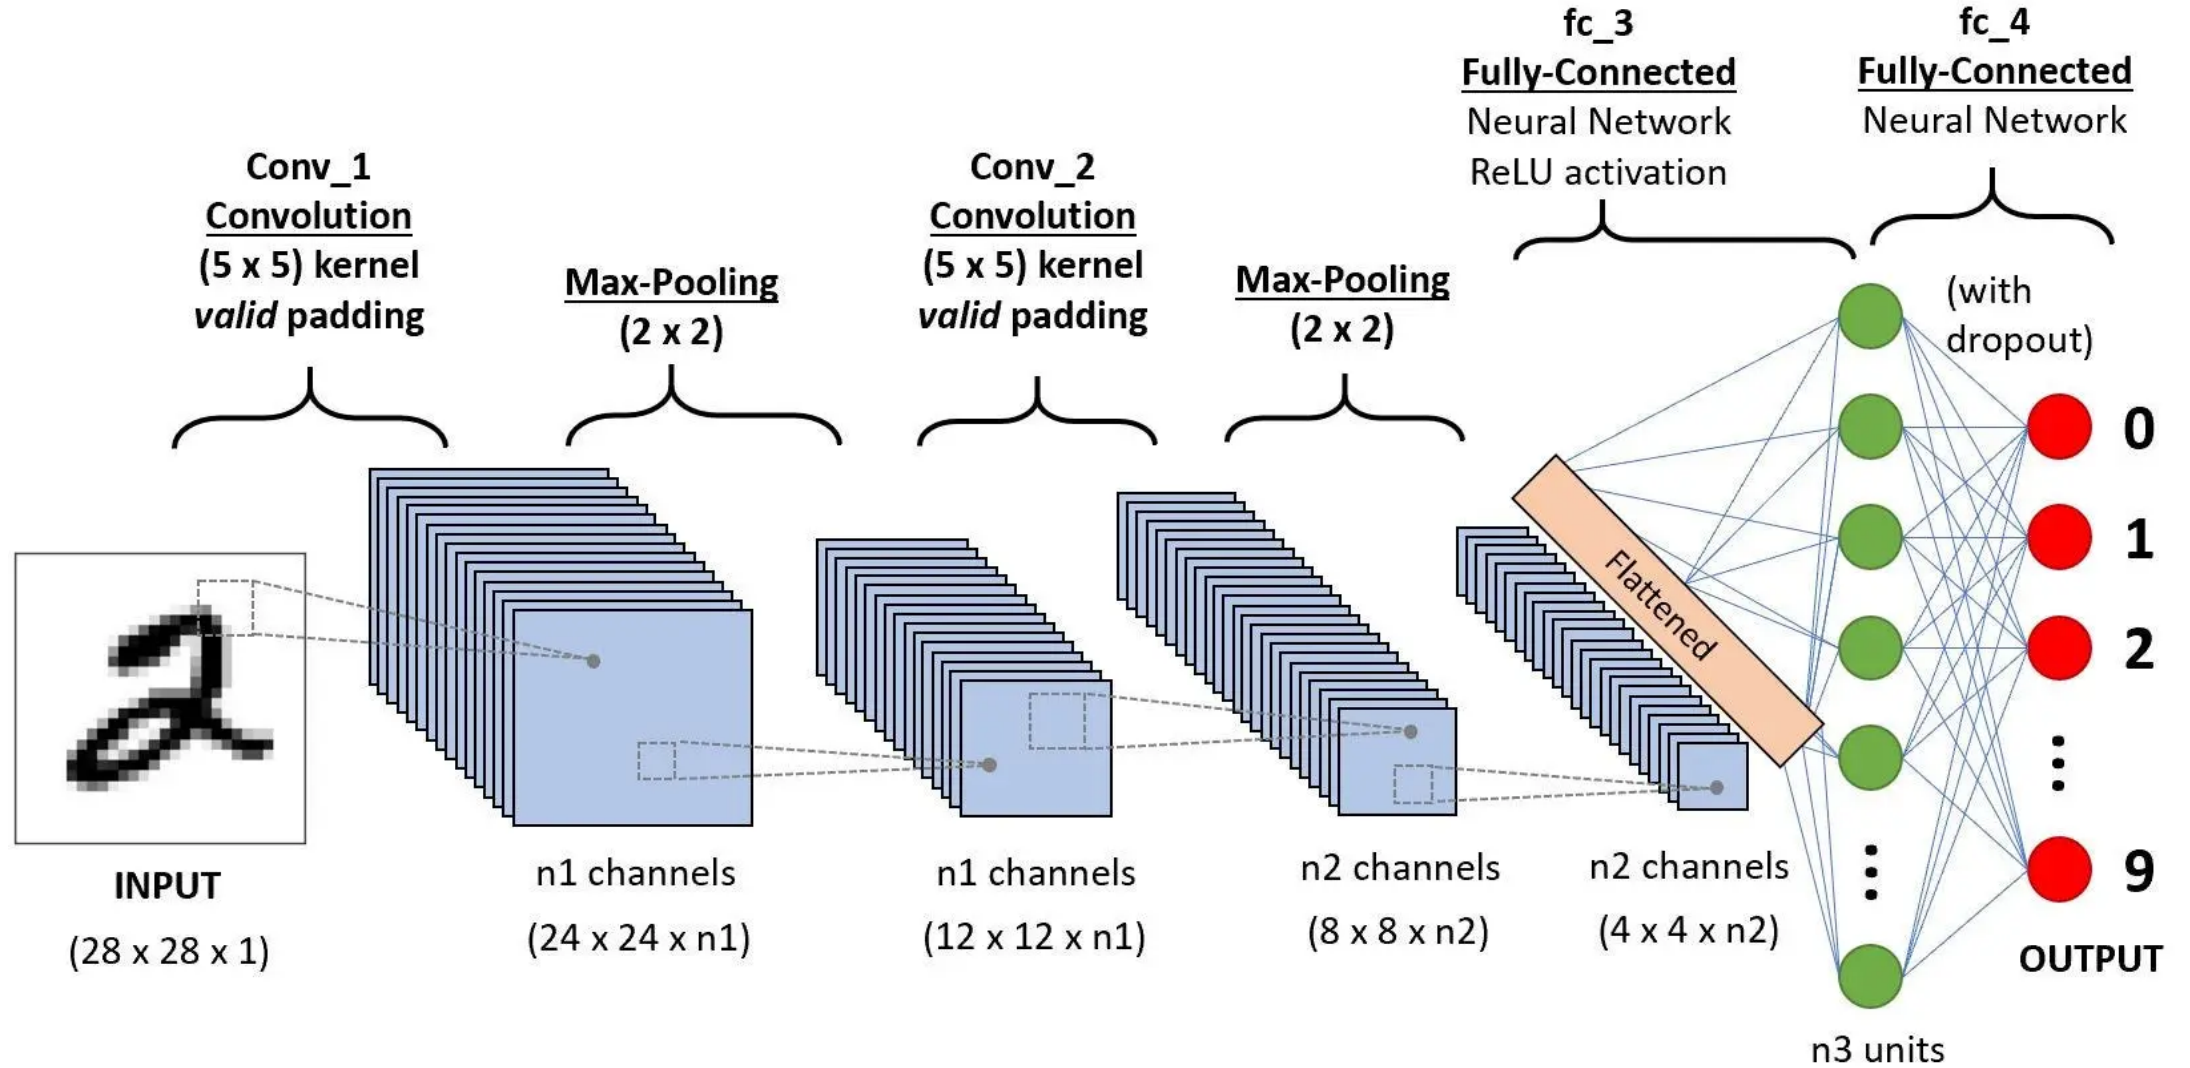 Conv_1
Convolution
(5 x 5) kernel
valid padding
Max-Pooling
(2 x 2)
Conv_2
Convolution
(5 x 5) kernel
valid padding
Max-Pooling
(2 x 2)
fc_3
Fully-Connected
Neural Network
ReLU activation
fc_4
Fully-Connected
Neural Network
(with
dropout)
INPUT
(28 x 28 x 1)
n1 channels
(24 x 24 x n1)
n1 channels
(12 x 12 x n1)
n2 channels
(8 x 8 x n2)
n2 channels
(4 x 4 x n2)
Flattened
n3 units
0
1
2
9
OUTPUT